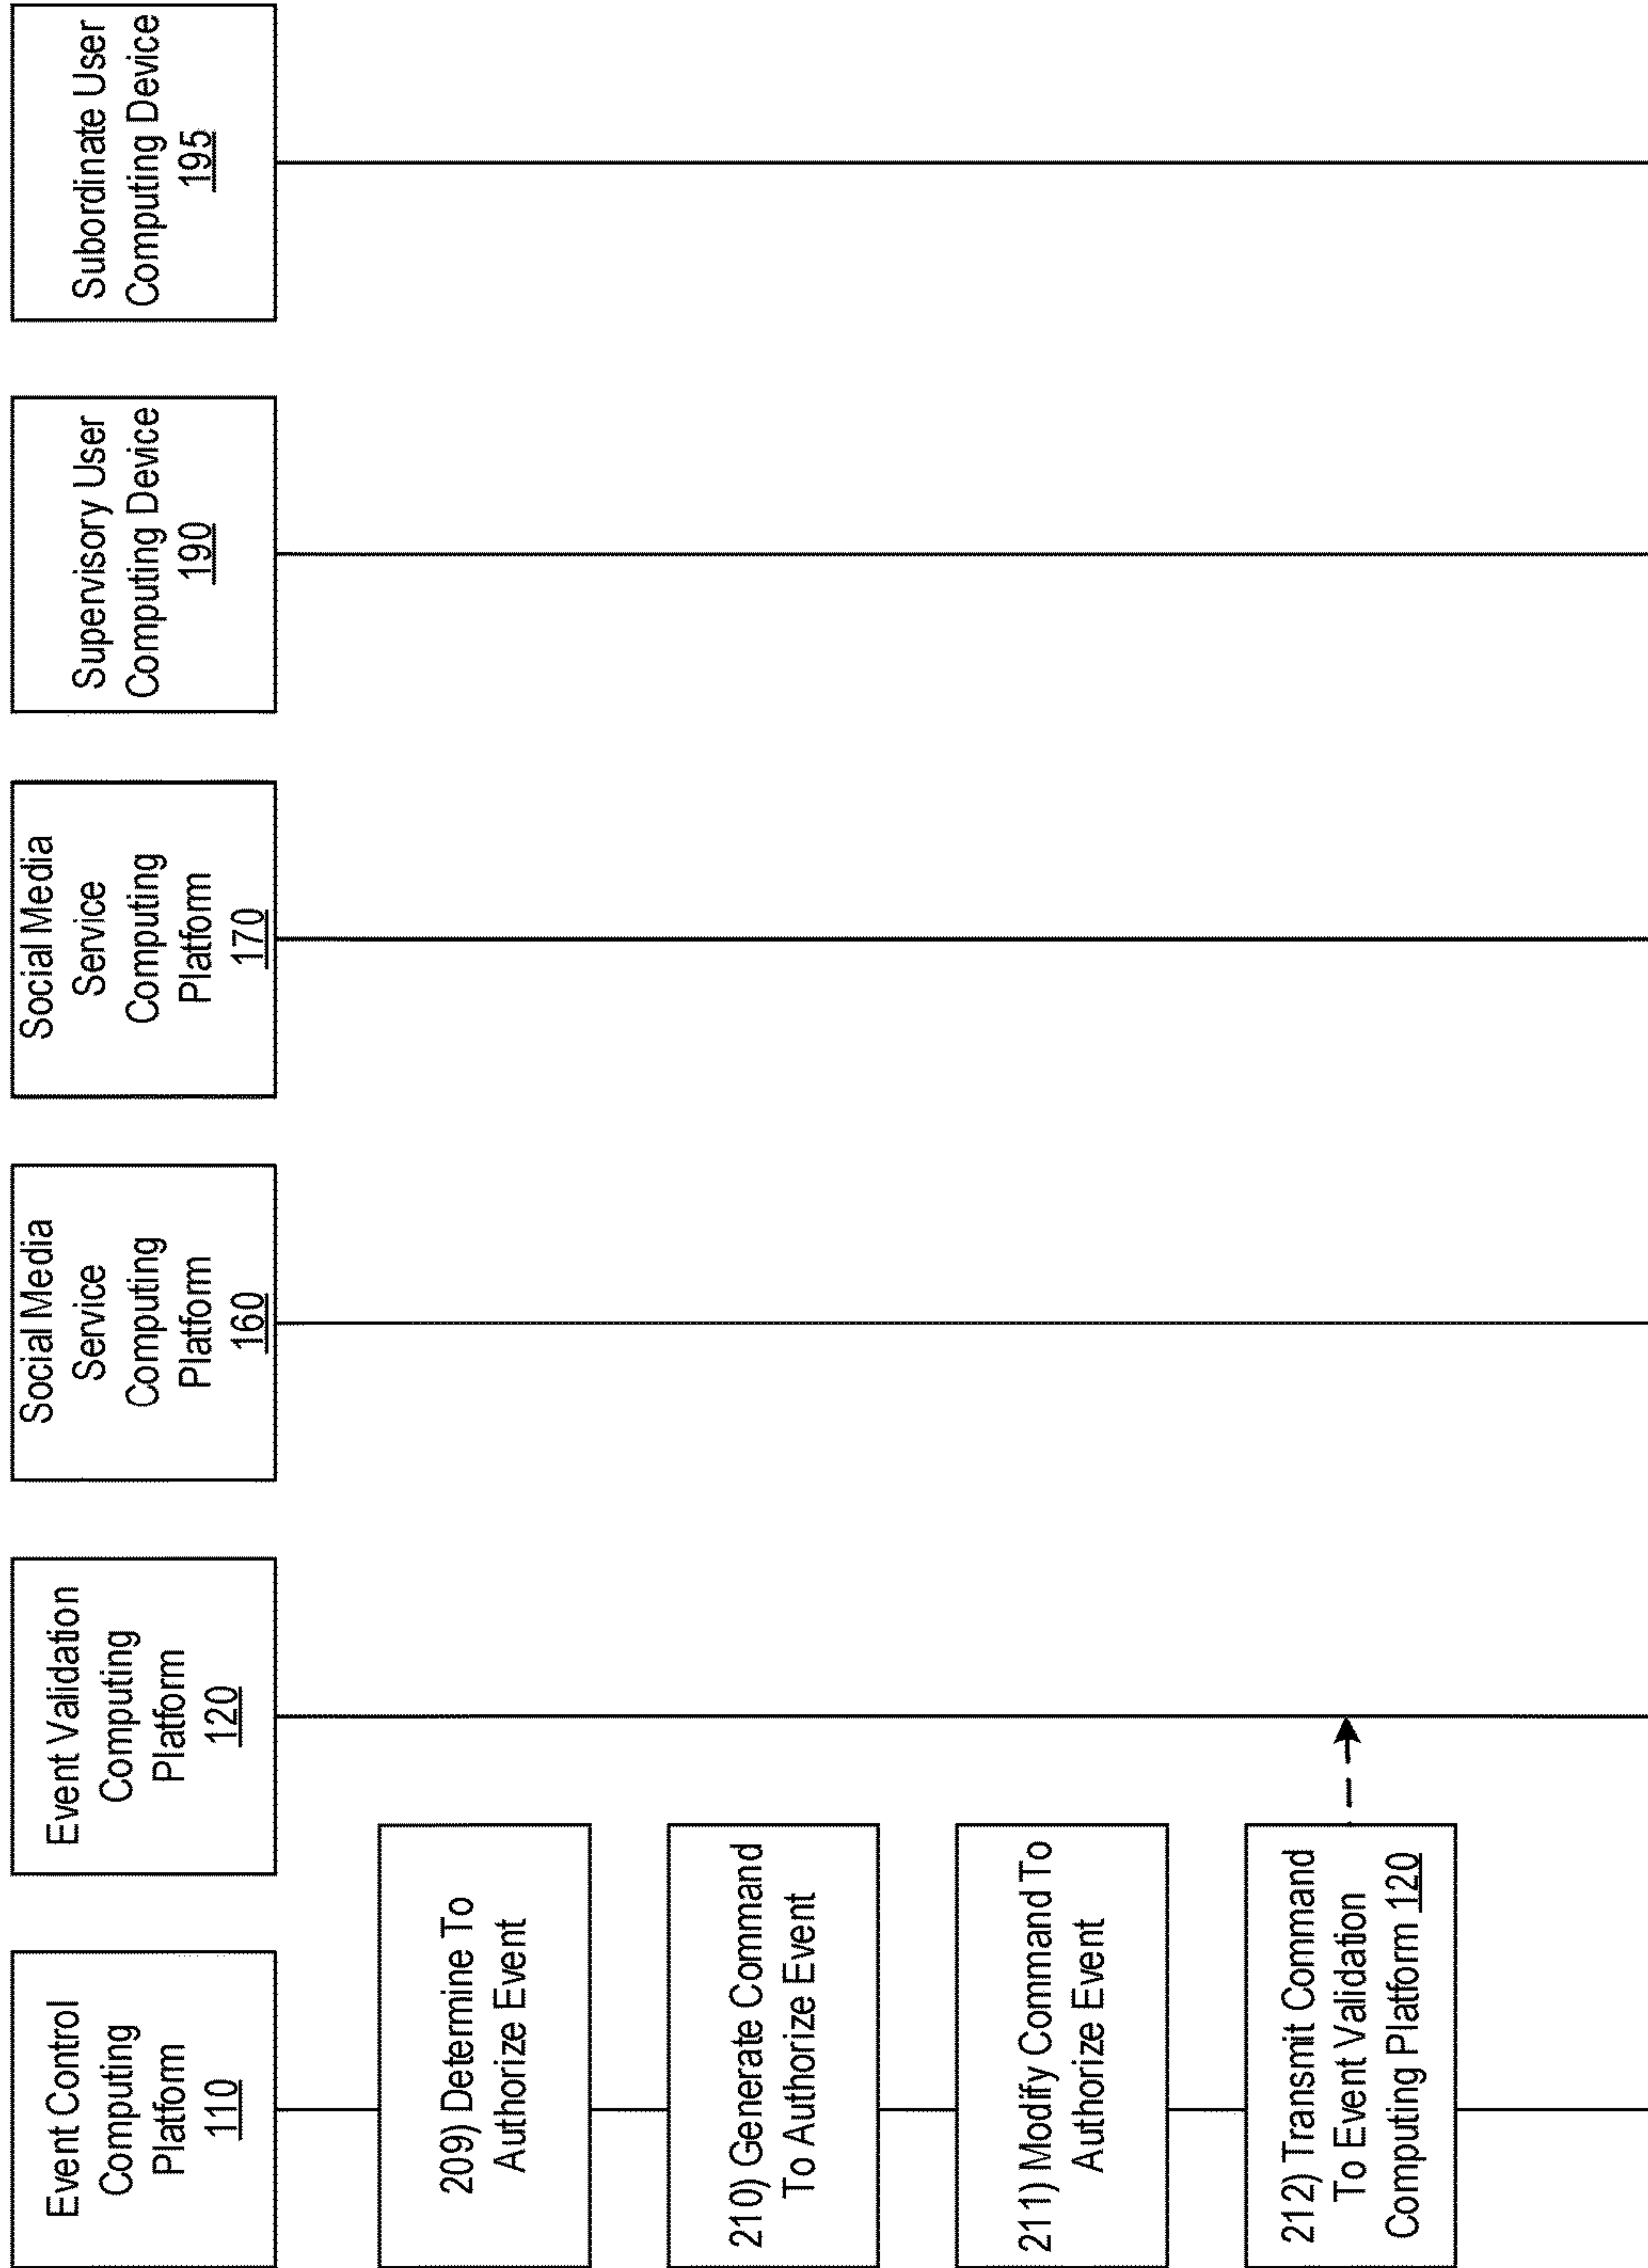 Event Control
Computing
Platform
110
Event Validation
Computing
Platform
120
Social Media
Service
Computing
Platform
160
Social Media
Service
Computing
Platform
170
Supervisory User
Computing Device
190
Subordinate User
Computing Device
195
209) Determine To
Authorize Event
210) Generate Command
To Authorize Event
211) Modify Command To
Authorize Event
212) Transmit Command
To Event Validation
Computing Platform 120